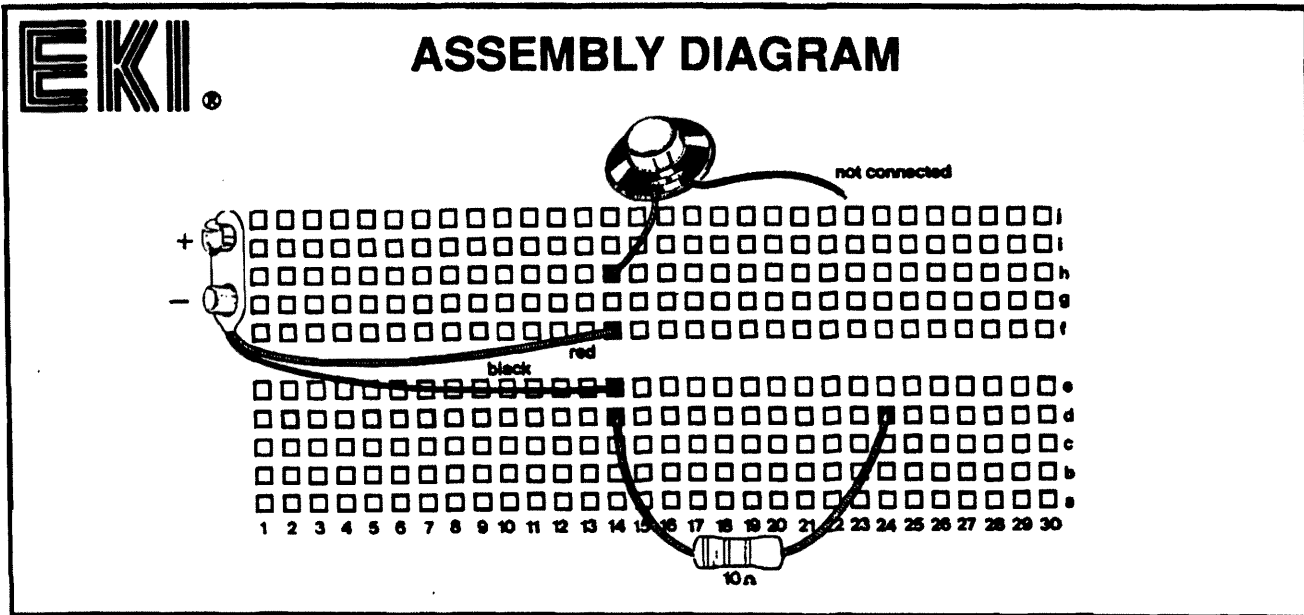 EKI®
ASSEMBLY DIAGRAM
not connected
j
+
i
h
−
g
f
red
black
e
d
c
b
a
1 2 3 4 5 6 7 8 9 10 11 12 13 14 15 16 17 18 19 20 21 22 23 24 25 26 27 28 29 30
10Ω